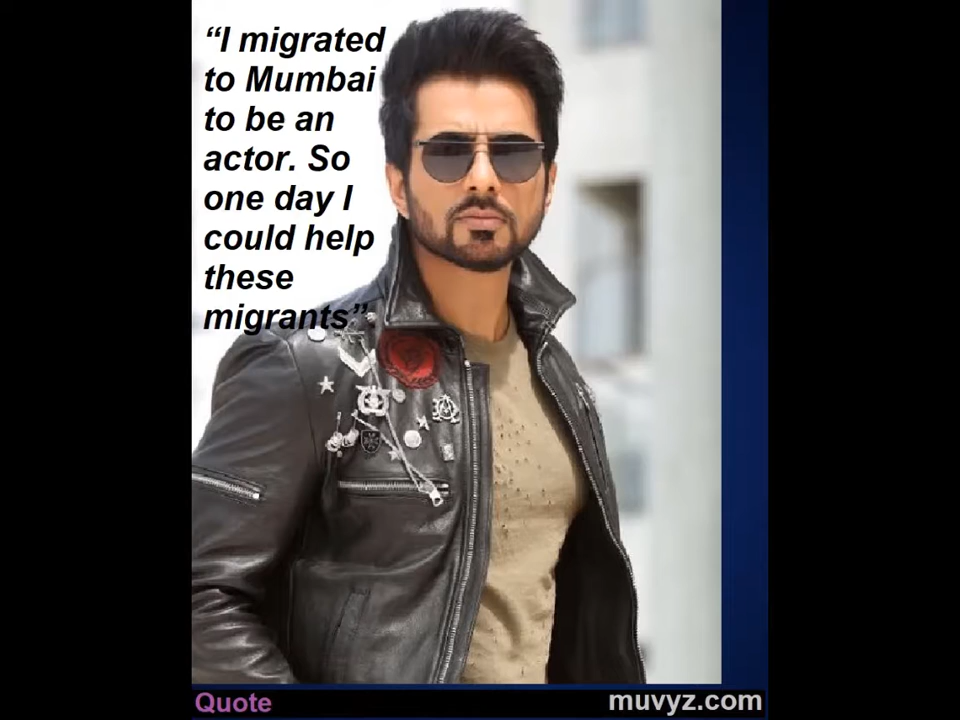 “I migrated
to Mumbai
to be an
actor. So
one day I
could help
these
migrants”.
Quote
muvyz.com